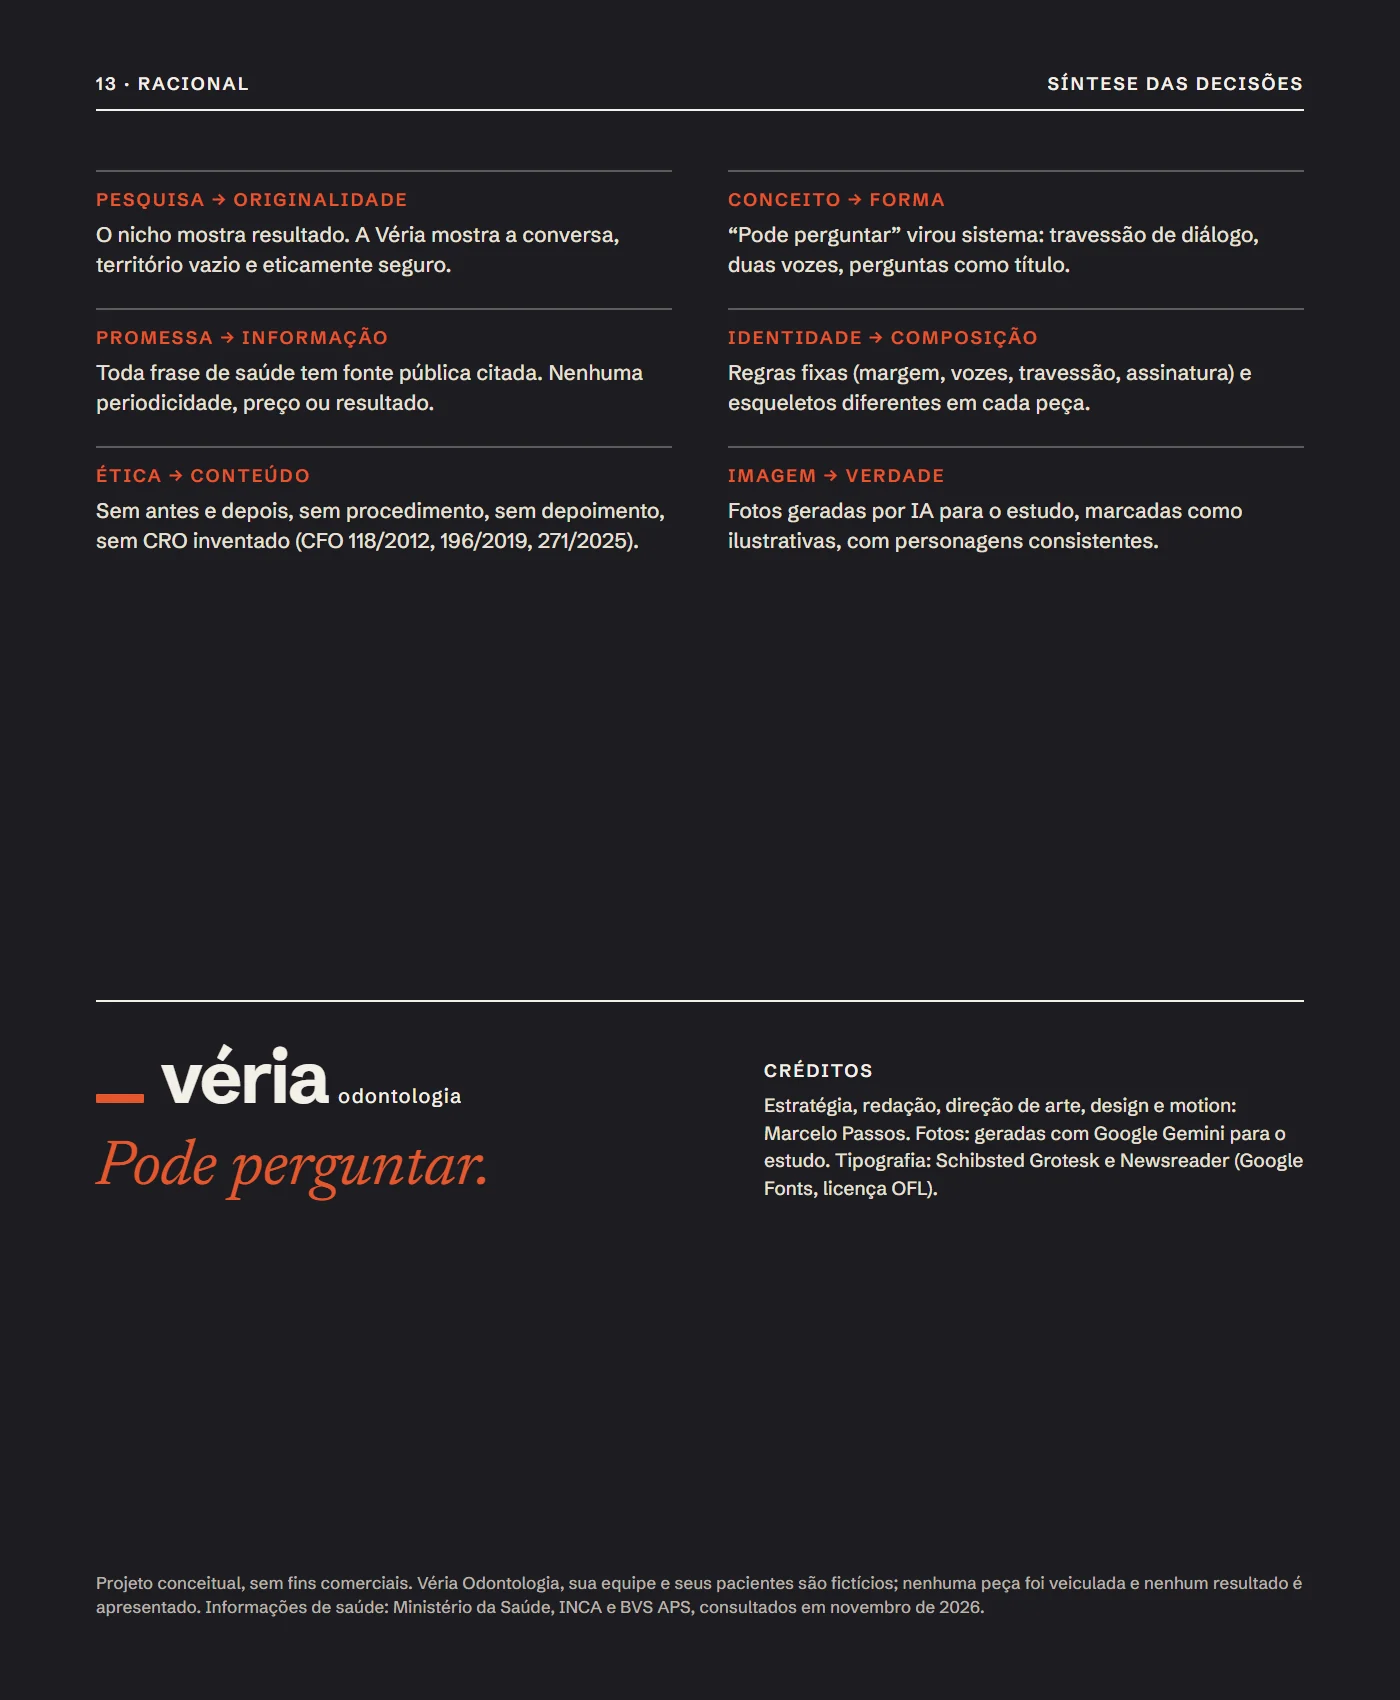 13 · RACIONAL
SÍNTESE DAS DECISÕES
PESQUISA → ORIGINALIDADE
O nicho mostra resultado. A Véria mostra a conversa,
território vazio e eticamente seguro.
CONCEITO → FORMA
“Pode perguntar” virou sistema: travessão de diálogo,
duas vozes, perguntas como título.
PROMESSA → INFORMAÇÃO
Toda frase de saúde tem fonte pública citada. Nenhuma
periodicidade, preço ou resultado.
IDENTIDADE → COMPOSIÇÃO
Regras fixas (margem, vozes, travessão, assinatura) e
esqueletos diferentes em cada peça.
ÉTICA → CONTEÚDO
Sem antes e depois, sem procedimento, sem depoimento,
sem CRO inventado (CFO 118/2012, 196/2019, 271/2025).
IMAGEM → VERDADE
Fotos geradas por IA para o estudo, marcadas como
ilustrativas, com personagens consistentes.
véria odontologia
Pode perguntar.
CRÉDITOS
Estratégia, redação, direção de arte, design e motion:
Marcelo Passos. Fotos: geradas com Google Gemini para o
estudo. Tipografia: Schibsted Grotesk e Newsreader (Google
Fonts, licença OFL).
Projeto conceitual, sem fins comerciais. Véria Odontologia, sua equipe e seus pacientes são fictícios; nenhuma peça foi veiculada e nenhum resultado é
apresentado. Informações de saúde: Ministério da Saúde, INCA e BVS APS, consultados em novembro de 2026.